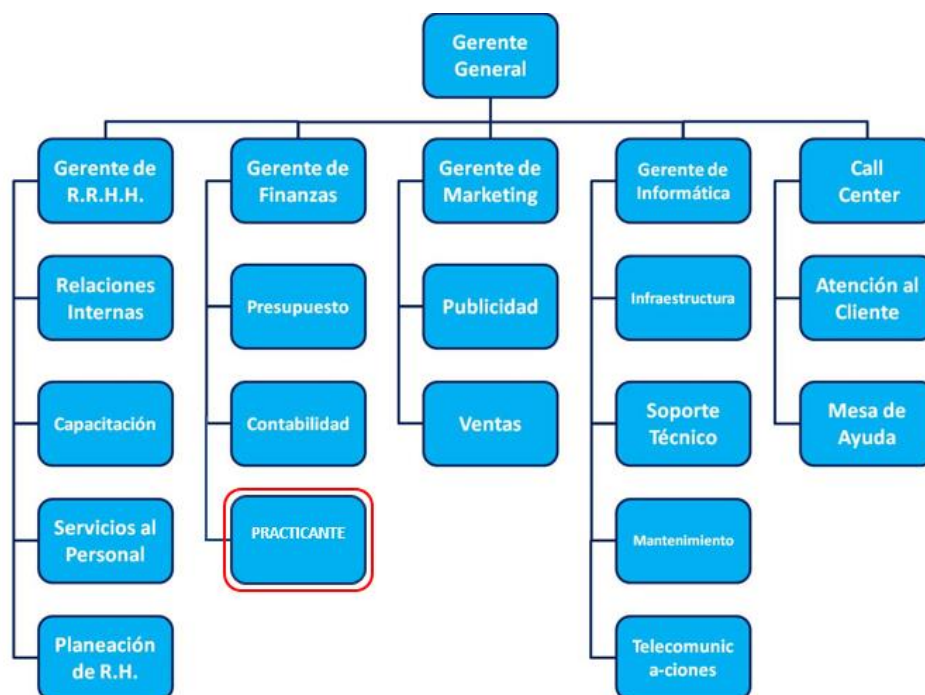 Gerente
General
Gerente de
R.R.H.H.
Gerente de
Finanzas
Gerente de
Marketing
Gerente de
Informática
Call
Center
Relaciones
Internas
Presupuesto
Publicidad
Infraestructura
Atención al
Cliente
Capacitación
Contabilidad
Ventas
Soporte
Técnico
Mesa de
Ayuda
Servicios al
Personal
PRACTICANTE
Mantenimiento
Planeación
de R.H.
Telecomunic
a-ciones